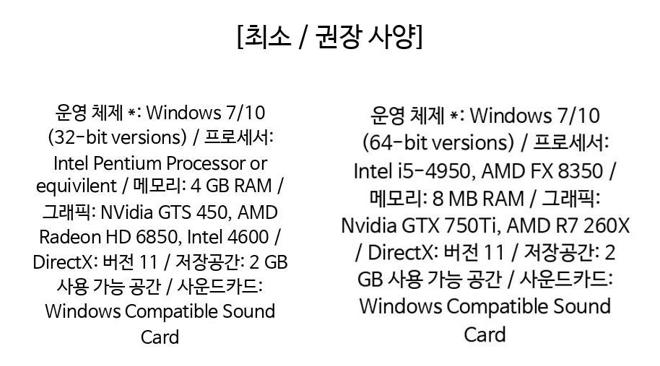 [최소 / 권장 사양]
운영 체제 *: Windows 7/10
(32-bit versions) / 프로세서:
Intel Pentium Processor or
equivilent / 메모리: 4 GB RAM /
그래픽: NVidia GTS 450, AMD
Radeon HD 6850, Intel 4600 /
DirectX: 버전 11 / 저장공간: 2 GB
사용 가능 공간 / 사운드카드:
Windows Compatible Sound
Card
운영 체제 *: Windows 7/10
(64-bit versions) / 프로세서:
Intel i5-4950, AMD FX 8350 /
메모리: 8 MB RAM / 그래픽:
Nvidia GTX 750Ti, AMD R7 260X
/ DirectX: 버전 11 / 저장공간: 2
GB 사용 가능 공간 / 사운드카드:
Windows Compatible Sound
Card